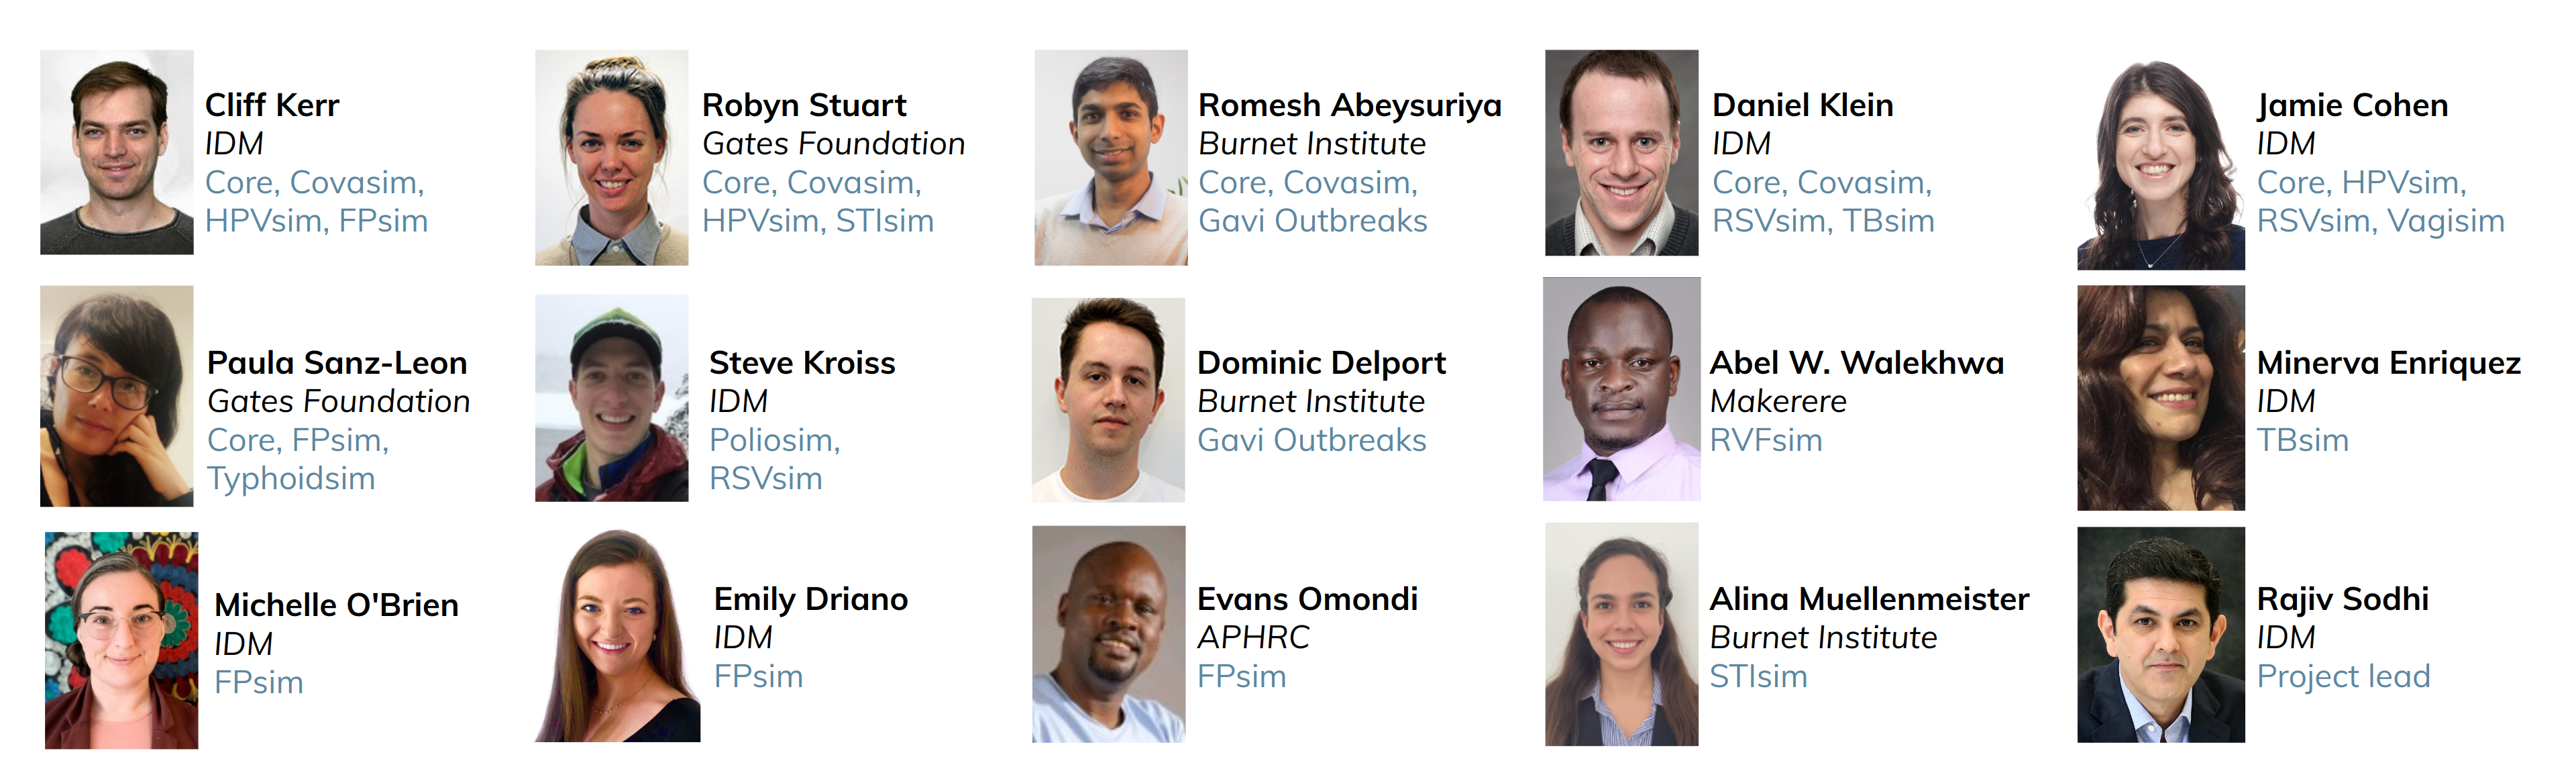 Cliff Kerr
IDM
Core, Covasim,
HPVsim, FPsim
Robyn Stuart
Gates Foundation
Core, Covasim,
HPVsim, STIsim
Romesh Abeysuriya
Burnet Institute
Core, Covasim,
Gavi Outbreaks
Daniel Klein
IDM
Core, Covasim,
RSVsim, TBsim
Jamie Cohen
IDM
Core, HPVsim,
RSVsim, Vagisim
Paula Sanz-Leon
Gates Foundation
Core, FPsim,
Typhoidsim
Steve Kroiss
IDM
Poliosim,
RSVsim
Dominic Delport
Burnet Institute
Gavi Outbreaks
Abel W. Walekhwa
Makerere
RVFsim
Minerva Enriquez
IDM
TBsim
Michelle O'Brien
IDM
FPsim
Emily Driano
IDM
FPsim
Evans Omondi
APHRC
FPsim
Alina Muellenmeister
Burnet Institute
STIsim
Rajiv Sodhi
IDM
Project lead